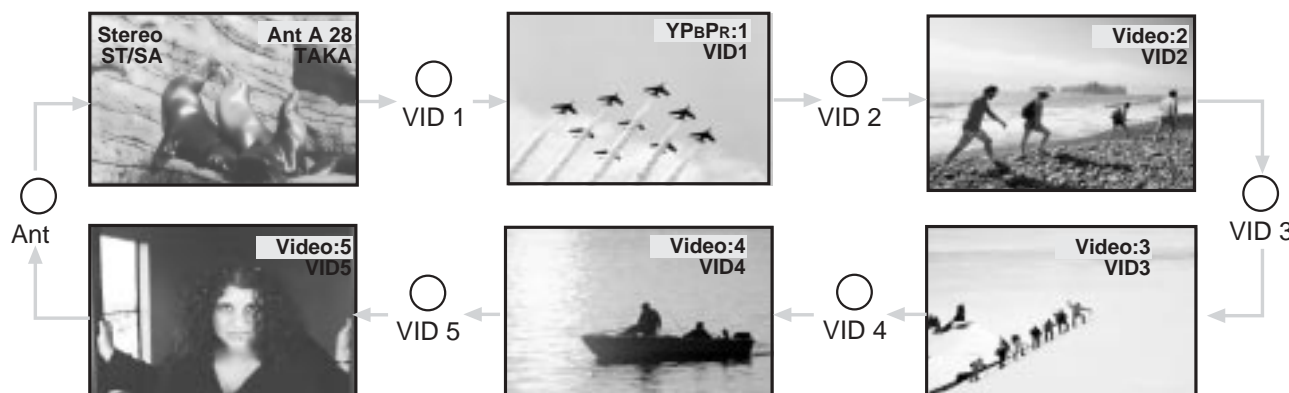 Stereo
ST/SA
Ant A 28
TAKA
VID 1
YPBPR:1
VID1
VID 2
Video:2
VID2
VID 3
Video:3
VID3
VID 4
Video:4
VID4
VID 5
Video:5
VID5
Ant